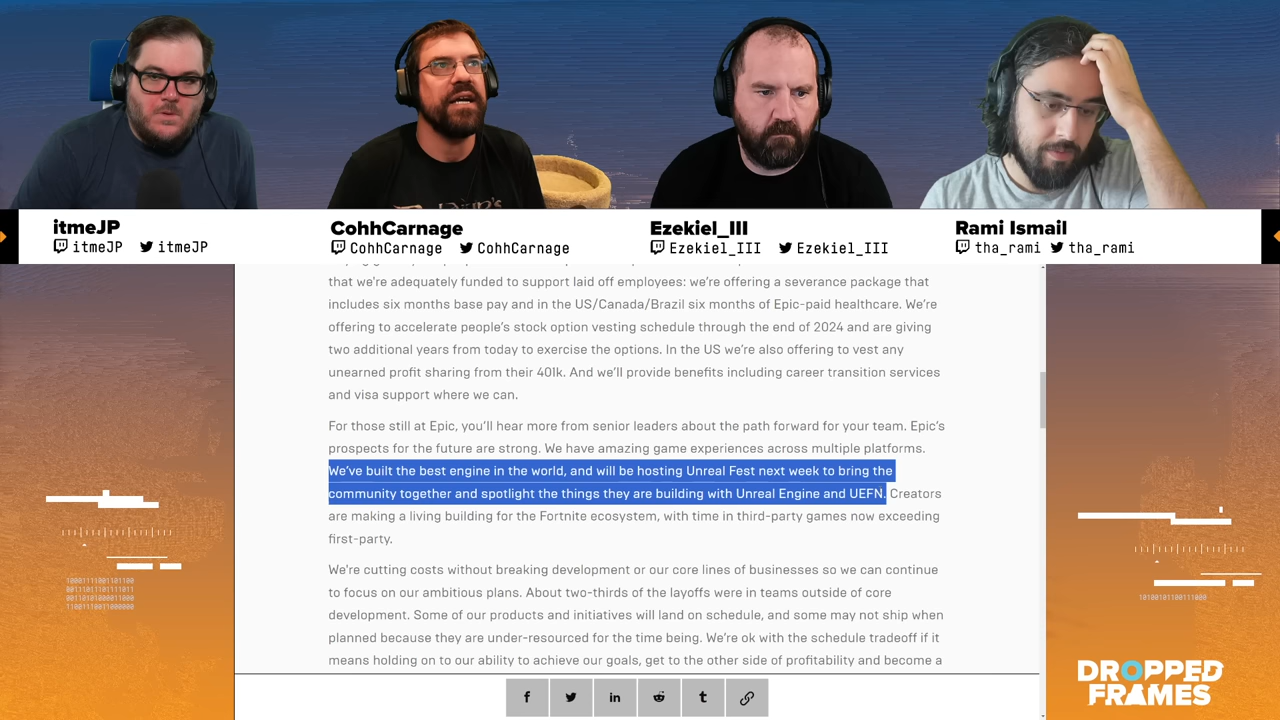 itmeJP
itmeJP itmeJP
CohhCarnage
CohhCarnage CohhCarnage
Ezekiel_III
Ezekiel_III Ezekiel_III
Rami Ismail
tha_rami tha_rami
that we're adequately funded to support laid off employees: we're offering a severance package that
includes six months base pay and in the US/Canada/Brazil six months of Epic-paid healthcare. We're
offering to accelerate people's stock option vesting schedule through the end of 2024 and are giving
two additional years from today to exercise the options. In the US we're also offering to vest any
unearned profit sharing from their 401k. And we'll provide benefits including career transition services
and visa support where we can.
For those still at Epic, you'll hear more from senior leaders about the path forward for your team. Epic's
prospects for the future are strong. We have amazing game experiences across multiple platforms.
We've built the best engine in the world, and will be hosting Unreal Fest next week to bring the
community together and spotlight the things they are building with Unreal Engine and UEFN. Creators
are making a living building for the Fortnite ecosystem, with time in third-party games now exceeding
first-party.
We're cutting costs without breaking development or our core lines of businesses so we can continue
to focus on our ambitious plans. About two-thirds of the layoffs were in teams outside of core
development. Some of our products and initiatives will land on schedule, and some may not ship when
planned because they are under-resourced for the time being. We're ok with the schedule tradeoff if it
means holding on to our ability to achieve our goals, get to the other side of profitability and become a
DROPPED
FRAMES